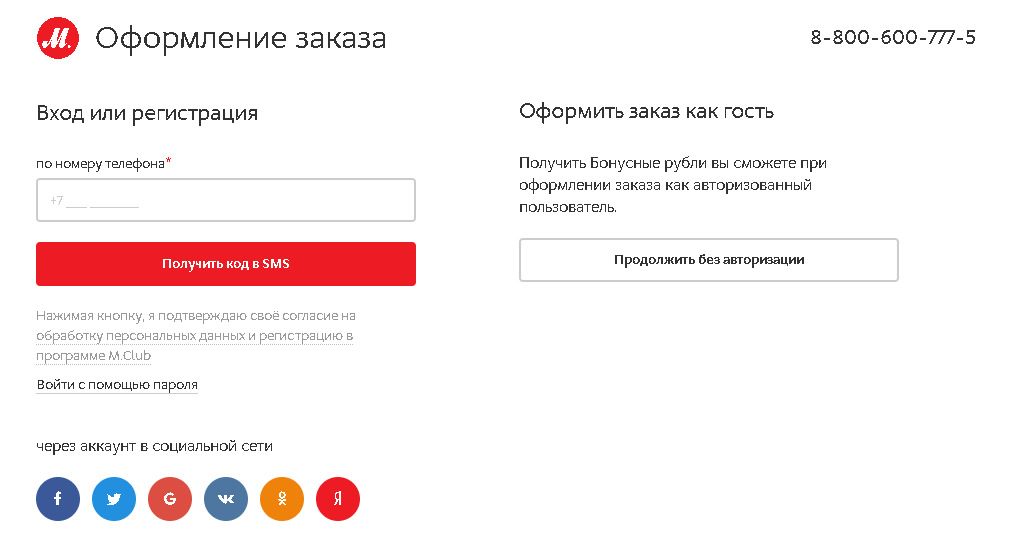 М. Оформление заказа
8-800-600-777-5
Вход или регистрация
по номеру телефона*
+7 ___ _______
Получить код в SMS
Нажимая кнопку, я подтверждаю своё согласие на
обработку персональных данных и регистрацию в
программе M.Club
Войти с помощью пароля
через аккаунт в социальной сети
f G Я
Оформить заказ как гость
Получить Бонусные рубли вы сможете при
оформлении заказа как авторизованный
пользователь.
Продолжить без авторизации